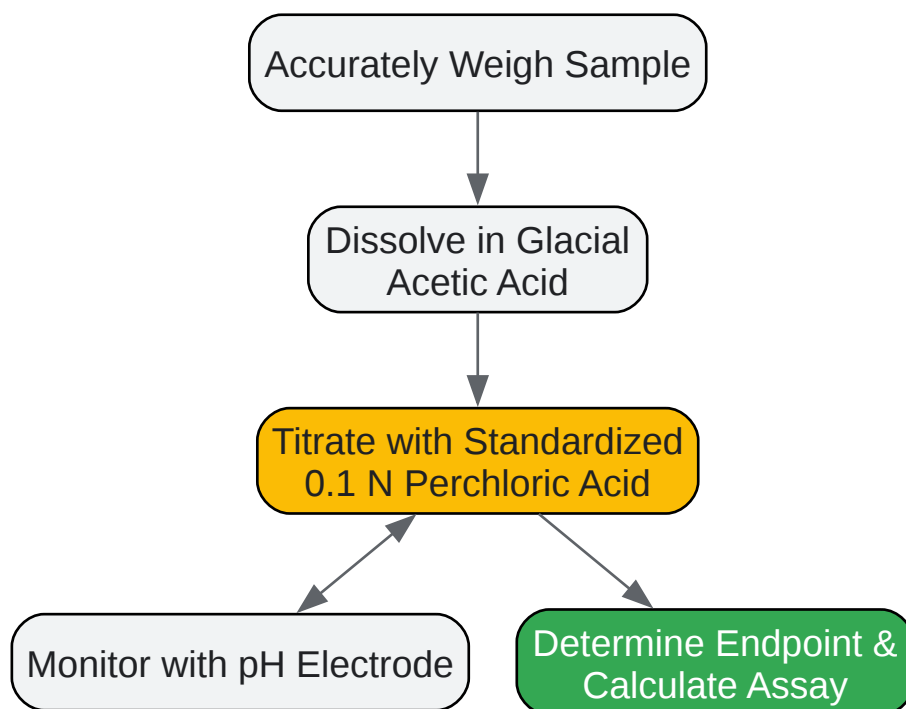 Accurately Weigh Sample
Dissolve in Glacial
Acetic Acid
Titrate with Standardized
0.1 N Perchloric Acid
Monitor with pH Electrode
Determine Endpoint &
Calculate Assay